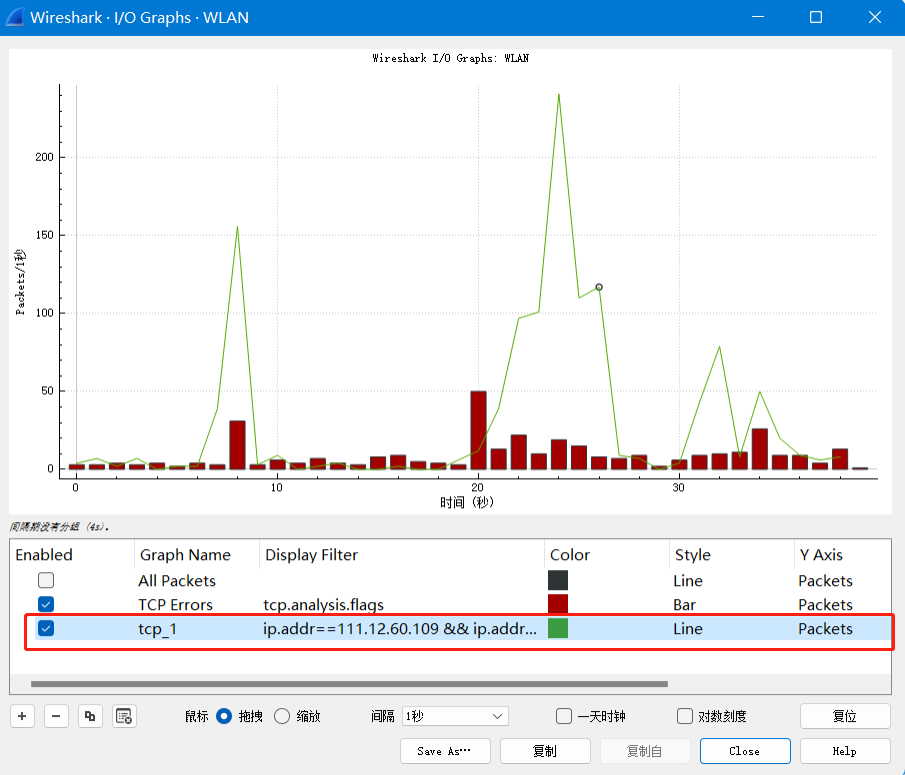 Wireshark · I/O Graphs · WLAN
Wireshark I/O Graphs: WLAN
Packets/1秒
200
150
100
50
0
0 10 20 30
时间 (秒)
间隔期没有分组 (4s)。
Enabled Graph Name Display Filter Color Style Y Axis
All Packets Line Packets
TCP Errors tcp.analysis.flags Bar Packets
tcp_1 ip.addr==111.12.60.109 && ip.addr... Line Packets
鼠标 拖拽 缩放 间隔 1秒 一天时钟 对数刻度 复位
Save As… 复制 复制自 Close Help